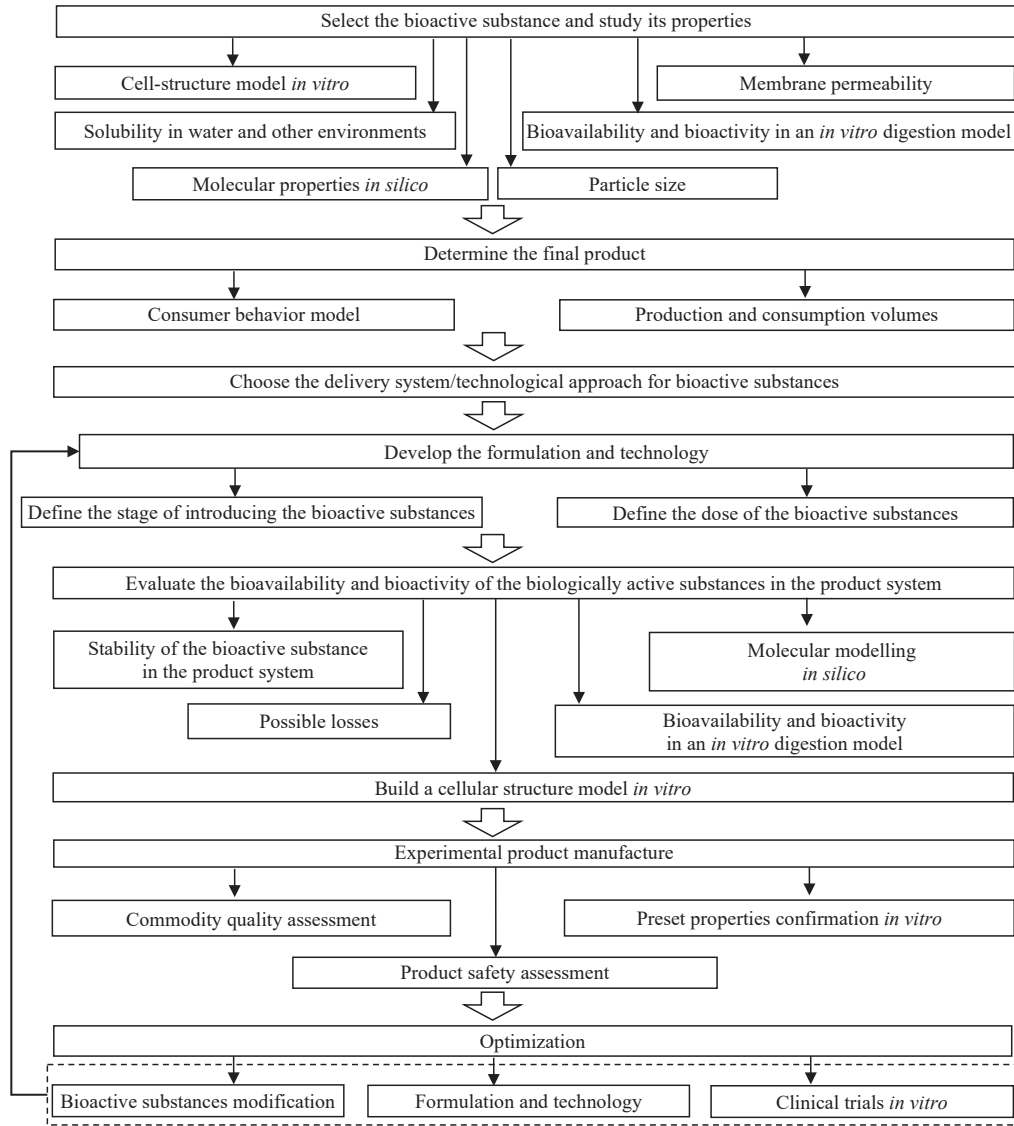 Select the bioactive substance and study its properties
Cell-structure model in vitro
Membrane permeability
Solubility in water and other environments
Bioavailability and bioactivity in an in vitro digestion model
Molecular properties in silico
Particle size
Determine the final product
Consumer behavior model
Production and consumption volumes
Choose the delivery system/technological approach for bioactive substances
Develop the formulation and technology
Define the stage of introducing the bioactive substances
Define the dose of the bioactive substances
Evaluate the bioavailability and bioactivity of the biologically active substances in the product system
Stability of the bioactive substance
in the product system
Molecular modelling
in silico
Possible losses
Bioavailability and bioactivity
in an in vitro digestion model
Build a cellular structure model in vitro
Experimental product manufacture
Commodity quality assessment
Preset properties confirmation in vitro
Product safety assessment
Optimization
Bioactive substances modification
Formulation and technology
Clinical trials in vitro